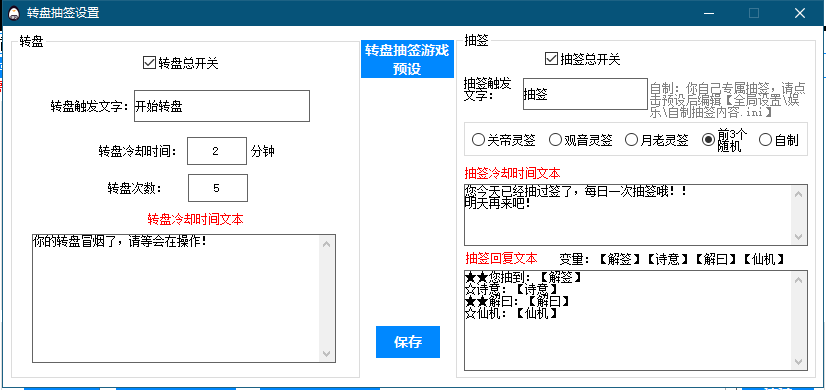 转盘抽签设置
转盘
转盘总开关
转盘触发文字：
开始转盘
转盘冷却时间：
2
分钟
转盘次数：
5
转盘冷却时间文本
你的转盘冒烟了，请等会在操作！
转盘抽签游戏
预设
保存
抽签
抽签总开关
抽签触发
文字：
抽签
自制：你自己专属抽签，请点
击预设后编辑【全局设置\娱
乐\自制抽签内容.ini】
关帝灵签
观音灵签
月老灵签
前3个
随机
自制
抽签冷却时间文本
您今天已经抽过签了，每日一次抽签哦！！
明天再来吧！
抽签回复文本
变量：【解签】【诗意】【解曰】【仙机】
★★您抽到：【解签】
☆诗意：【诗意】
★★解曰：【解曰】
☆仙机：【仙机】